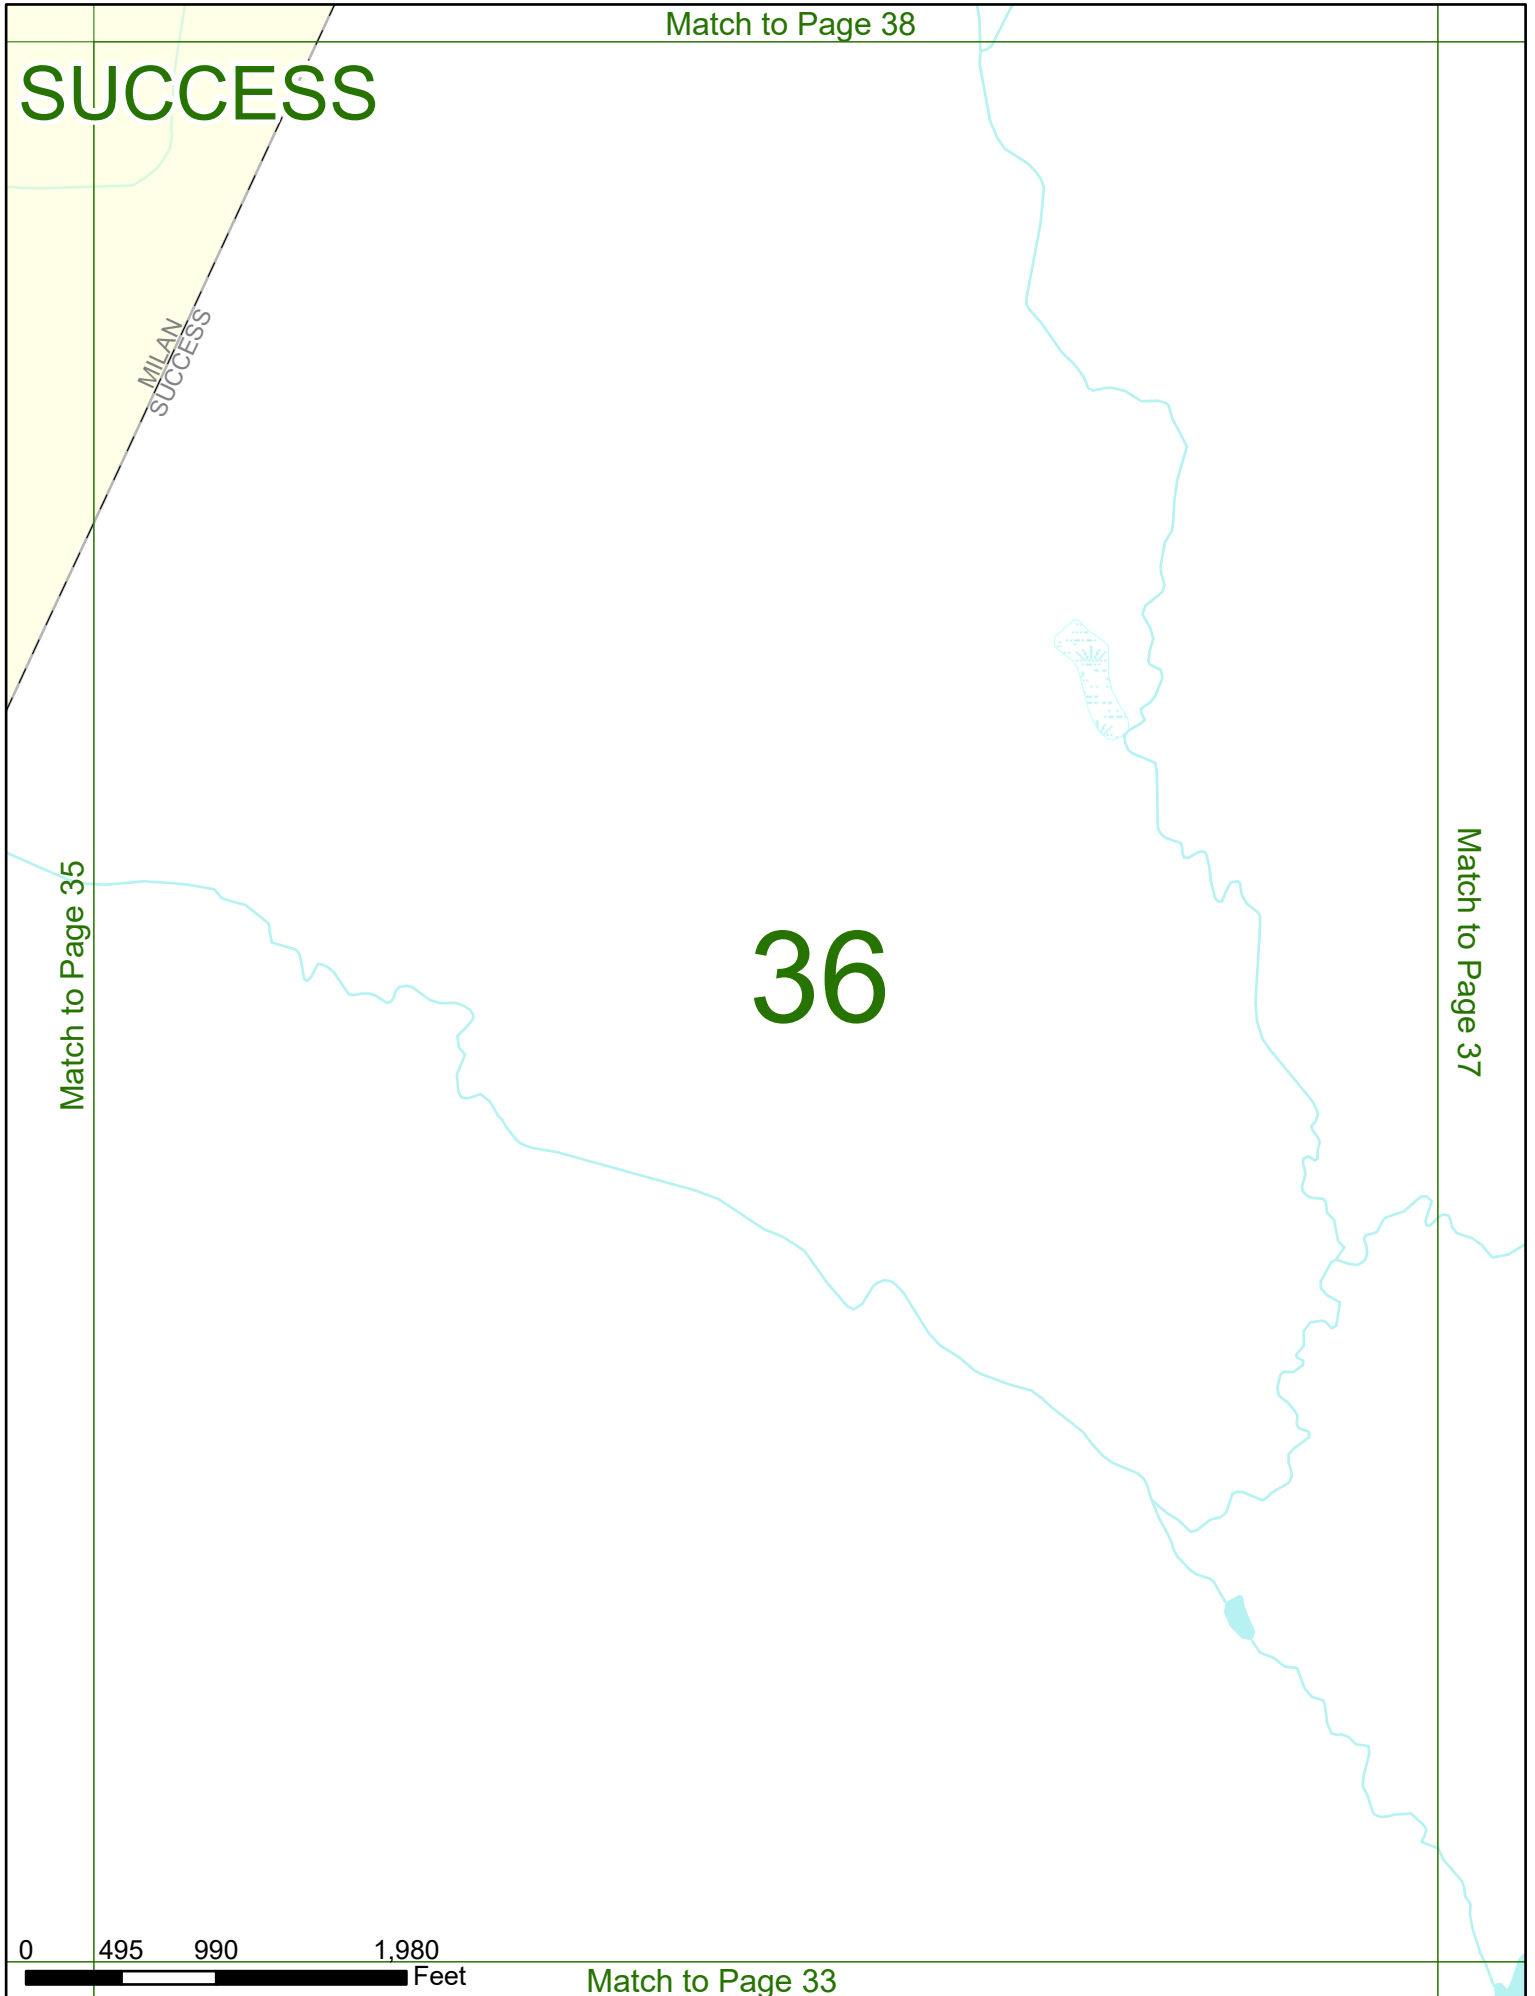 Match to Page 38
SUCCESS
MILAN
SUCCESS
Match to Page 35
36
Match to Page 37
0 495 990 1,980
Feet
Match to Page 33